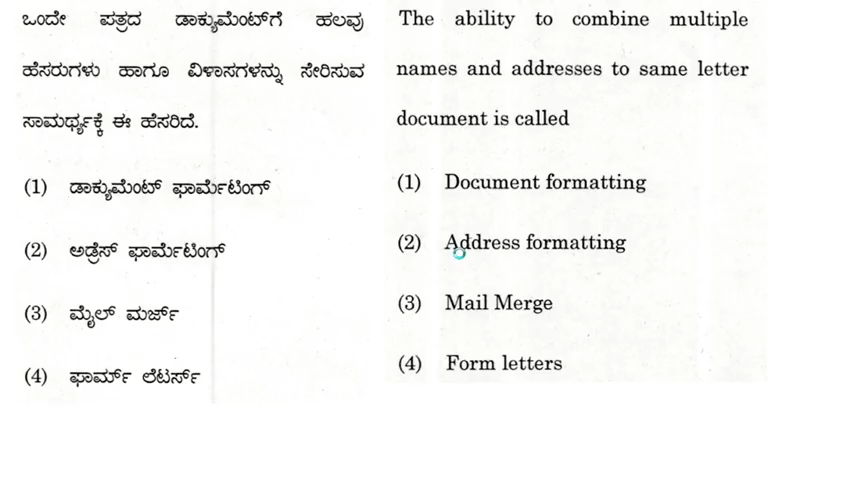 ಒಂದೇ ಪತ್ರದ ಡಾಕ್ಯುಮೆಂಟ್‌ಗೆ ಹಲವು
ಹೆಸರುಗಳು ಹಾಗೂ ವಿಳಾಸಗಳನ್ನು ಸೇರಿಸುವ
ಸಾಮರ್ಥ್ಯಕ್ಕೆ ಈ ಹೆಸರಿದೆ.
(1) ಡಾಕ್ಯುಮೆಂಟ್ ಫಾರ್ಮೆಟಿಂಗ್
(2) ಅಡ್ರೆಸ್ ಫಾರ್ಮೆಟಿಂಗ್
(3) ಮೈಲ್ ಮರ್ಜ್
(4) ಫಾರ್ಮ್ ಲೆಟರ್ಸ್
The ability to combine multiple
names and addresses to same letter
document is called
(1) Document formatting
(2) Address formatting
(3) Mail Merge
(4) Form letters